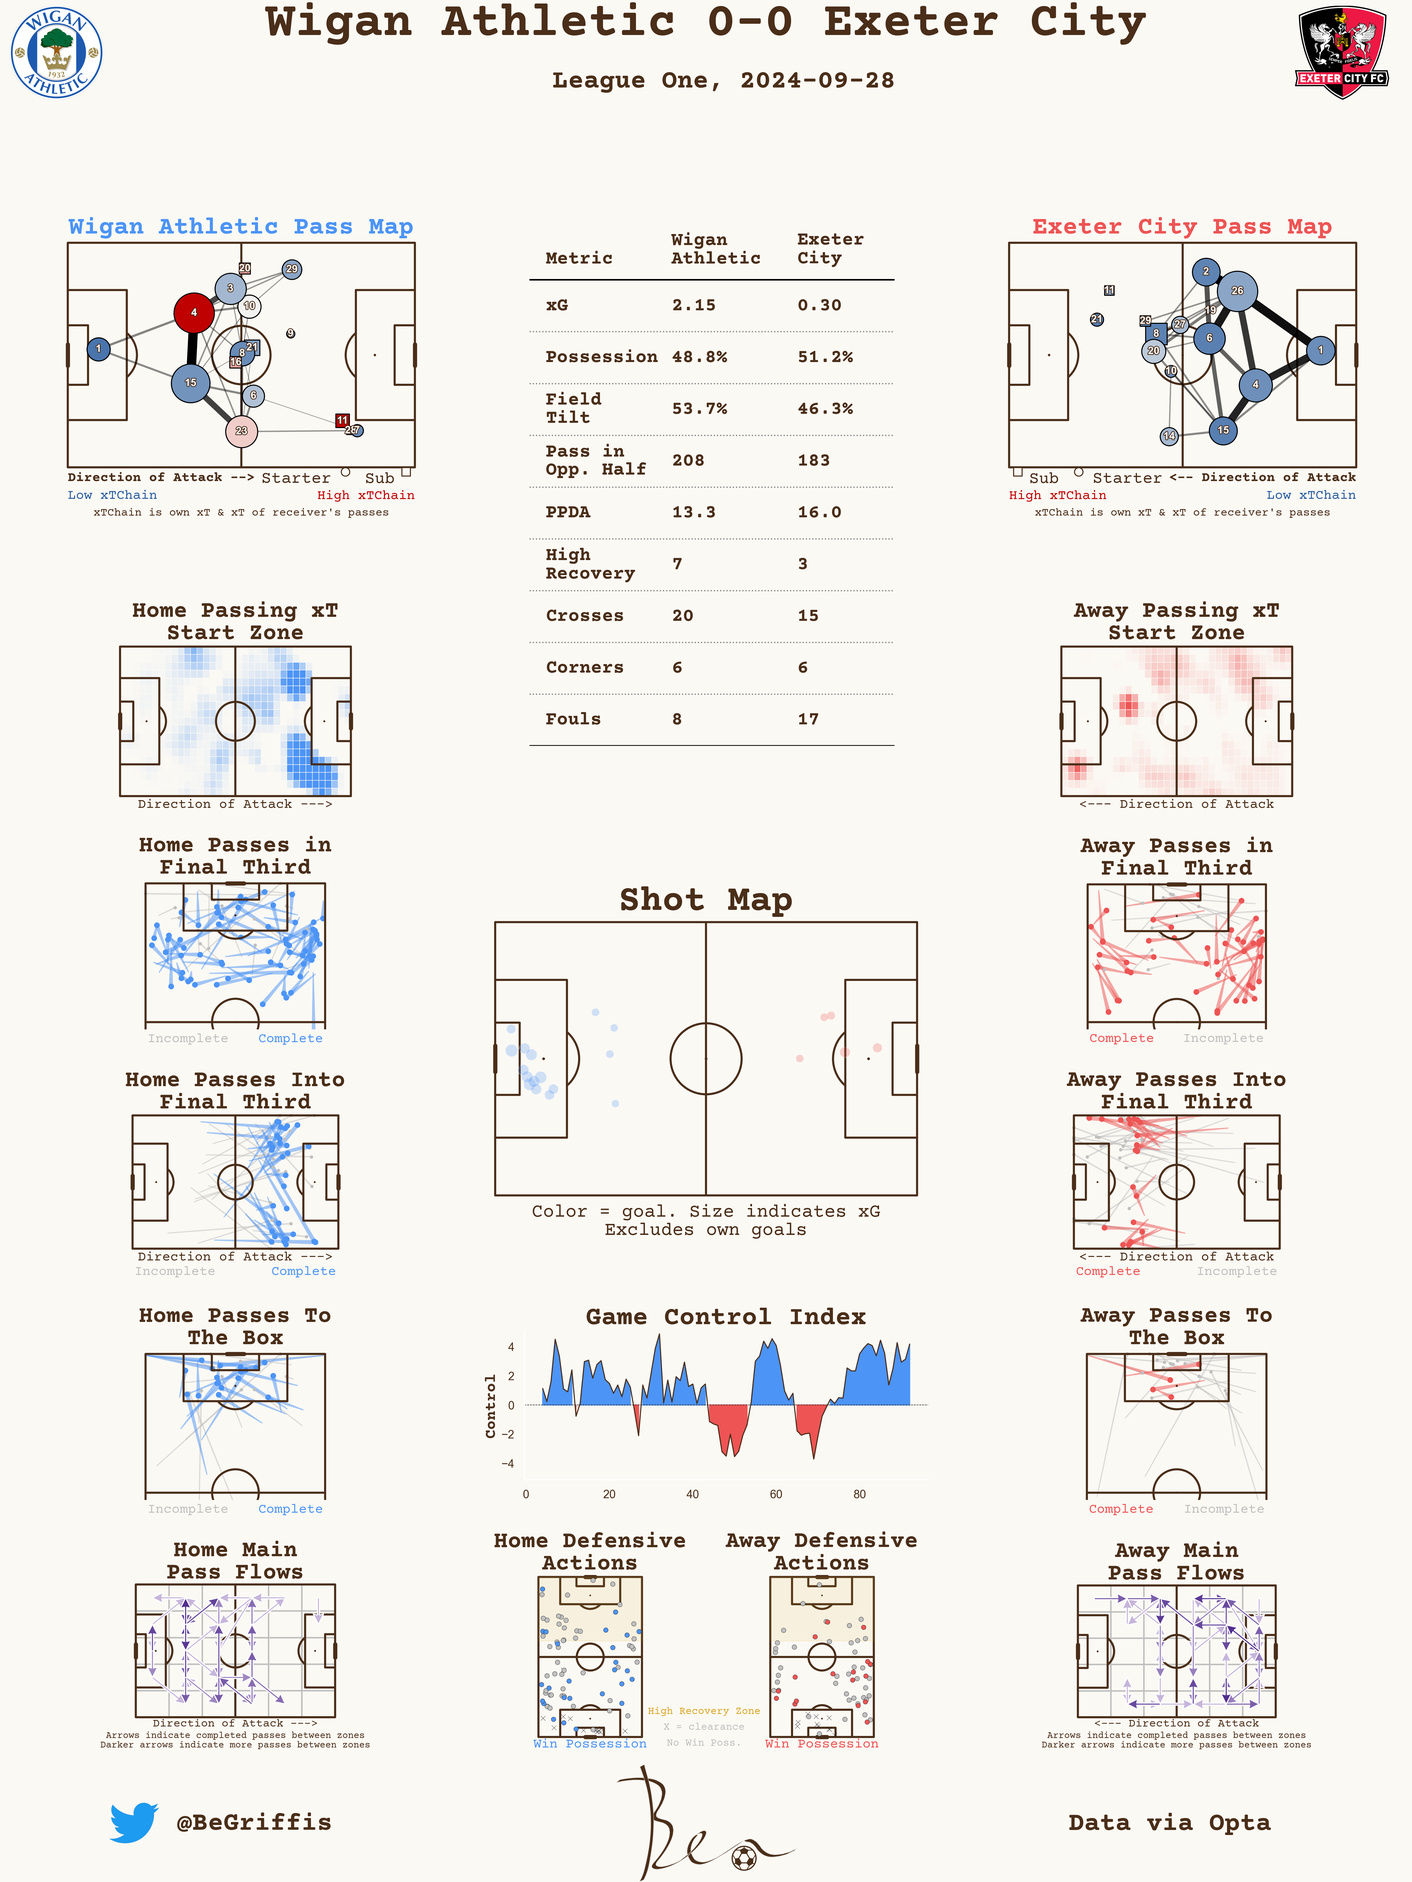 Wigan Athletic 0-0 Exeter City
League One, 2024-09-28
WIGAN
ATHLETIC
1932
EXETER CITY FC
Wigan Athletic Pass Map
1
4
15
3
20
29
10
9
8
21
16
6
23
11
28
7
Direction of Attack --> Starter Sub
Low xTChain High xTChain
xTChain is own xT & xT of receiver's passes
Metric Wigan Athletic Exeter City
xG 2.15 0.30
Possession 48.8% 51.2%
Field Tilt 53.7% 46.3%
Pass in Opp. Half 208 183
PPDA 13.3 16.0
High Recovery 7 3
Crosses 20 15
Corners 6 6
Fouls 8 17
Exeter City Pass Map
2
26
11
21
29
19
27
8
6
20
10
1
4
14
15
Sub Starter <-- Direction of Attack
High xTChain Low xTChain
xTChain is own xT & xT of receiver's passes
Home Passing xT
Start Zone
Direction of Attack --->
Away Passing xT
Start Zone
<--- Direction of Attack
Home Passes in
Final Third
Incomplete Complete
Away Passes in
Final Third
Complete Incomplete
Shot Map
Color = goal. Size indicates xG
Excludes own goals
Home Passes Into
Final Third
Direction of Attack --->
Incomplete Complete
Away Passes Into
Final Third
<--- Direction of Attack
Complete Incomplete
Home Passes To
The Box
Incomplete Complete
Game Control Index
Control
4
2
0
−2
−4
0 20 40 60 80
Away Passes To
The Box
Complete Incomplete
Home Main
Pass Flows
Direction of Attack --->
Arrows indicate completed passes between zones
Darker arrows indicate more passes between zones
Home Defensive
Actions
Win Possession
Away Defensive
Actions
Win Possession
High Recovery Zone
X = clearance
No Win Poss.
Away Main
Pass Flows
<--- Direction of Attack
Arrows indicate completed passes between zones
Darker arrows indicate more passes between zones
@BeGriffis
Ben
Data via Opta